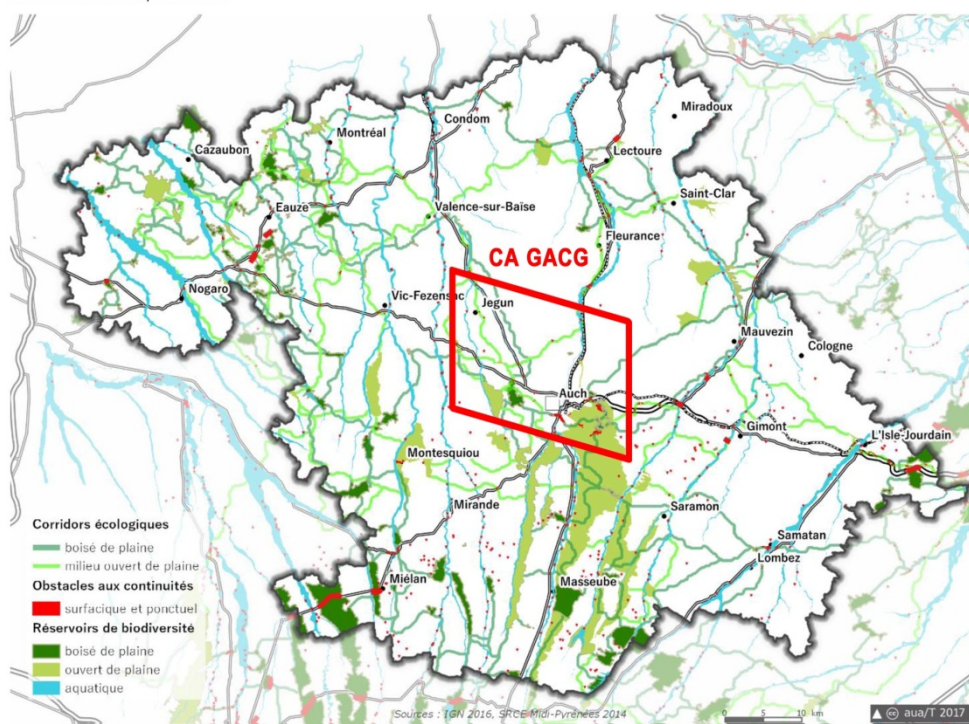 Miradoux
Condom
Montréal
Cazaubon
Lectoure
Saint-Clar
Eauze
Valence-sur-Baïse
Fleurance
CA GACG
Nogaro
Vic-Fezensac
Jegun
Mauvezin
Cologne
Auch
Gimont
L'Isle-Jourdain
Montesquiou
Mirande
Saramon
Samatan
Lombez
Miélan
Masseube
Corridors écologiques
boisé de plaine
milieu ouvert de plaine
Obstacles aux continuités
surfacique et ponctuel
Réservoirs de biodiversité
boisé de plaine
ouvert de plaine
aquatique
Sources : IGN 2016, SRCE Midi-Pyrénées 2014
0 5 10 km
cc aua/T 2017